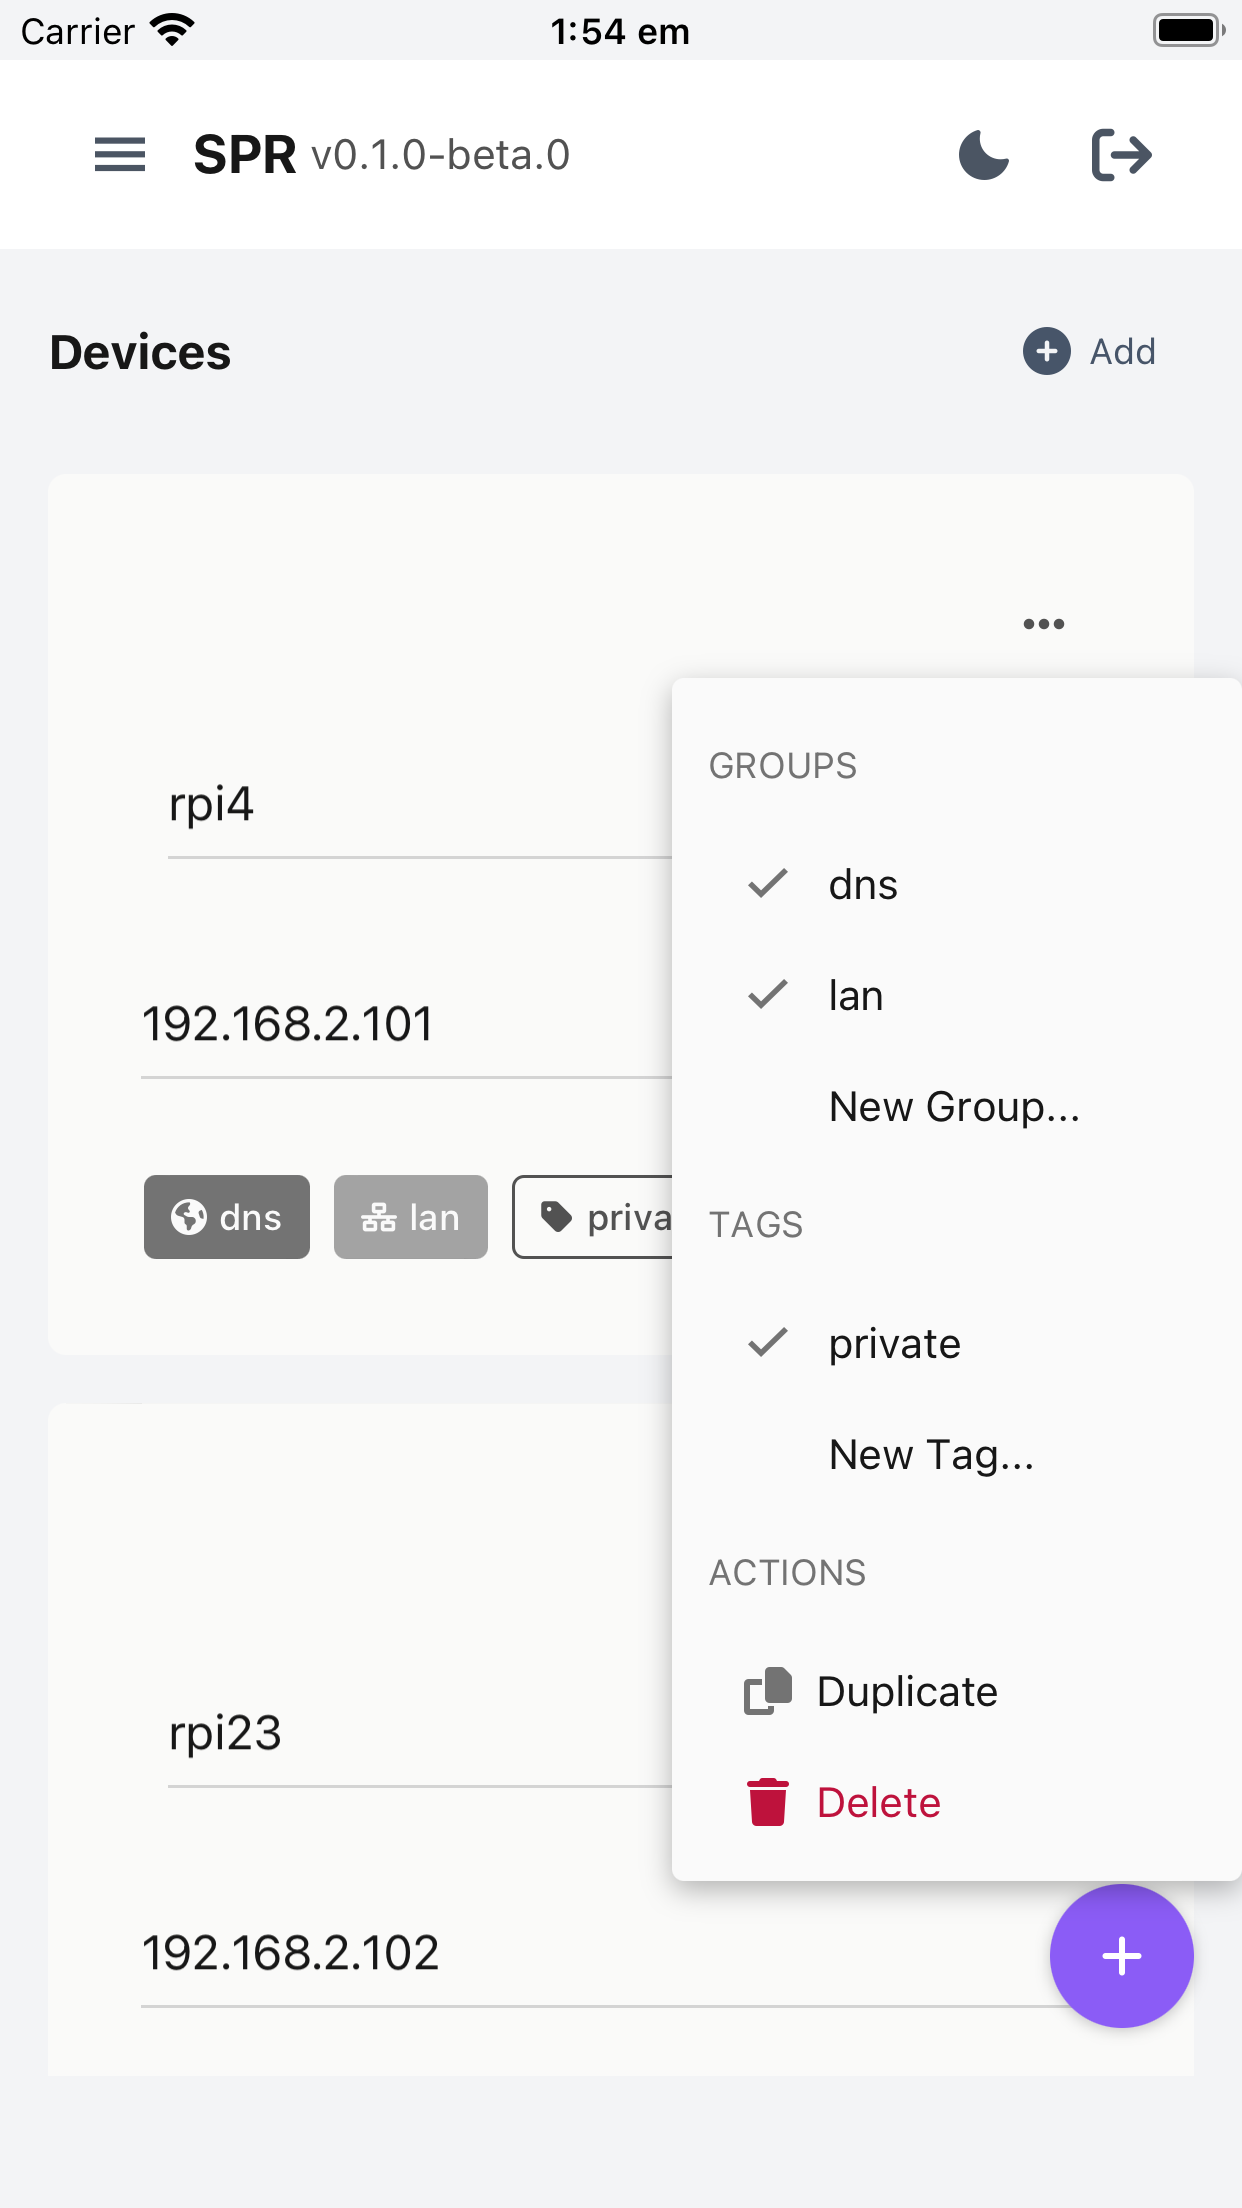 Carrier 1:54 em
SPR v0.1.0-beta.0
Devices Add
rpi4
192.168.2.101
dns lan priva
GROUPS
dns
lan
New Group...
TAGS
private
New Tag...
ACTIONS
Duplicate
Delete
rpi23
192.168.2.102